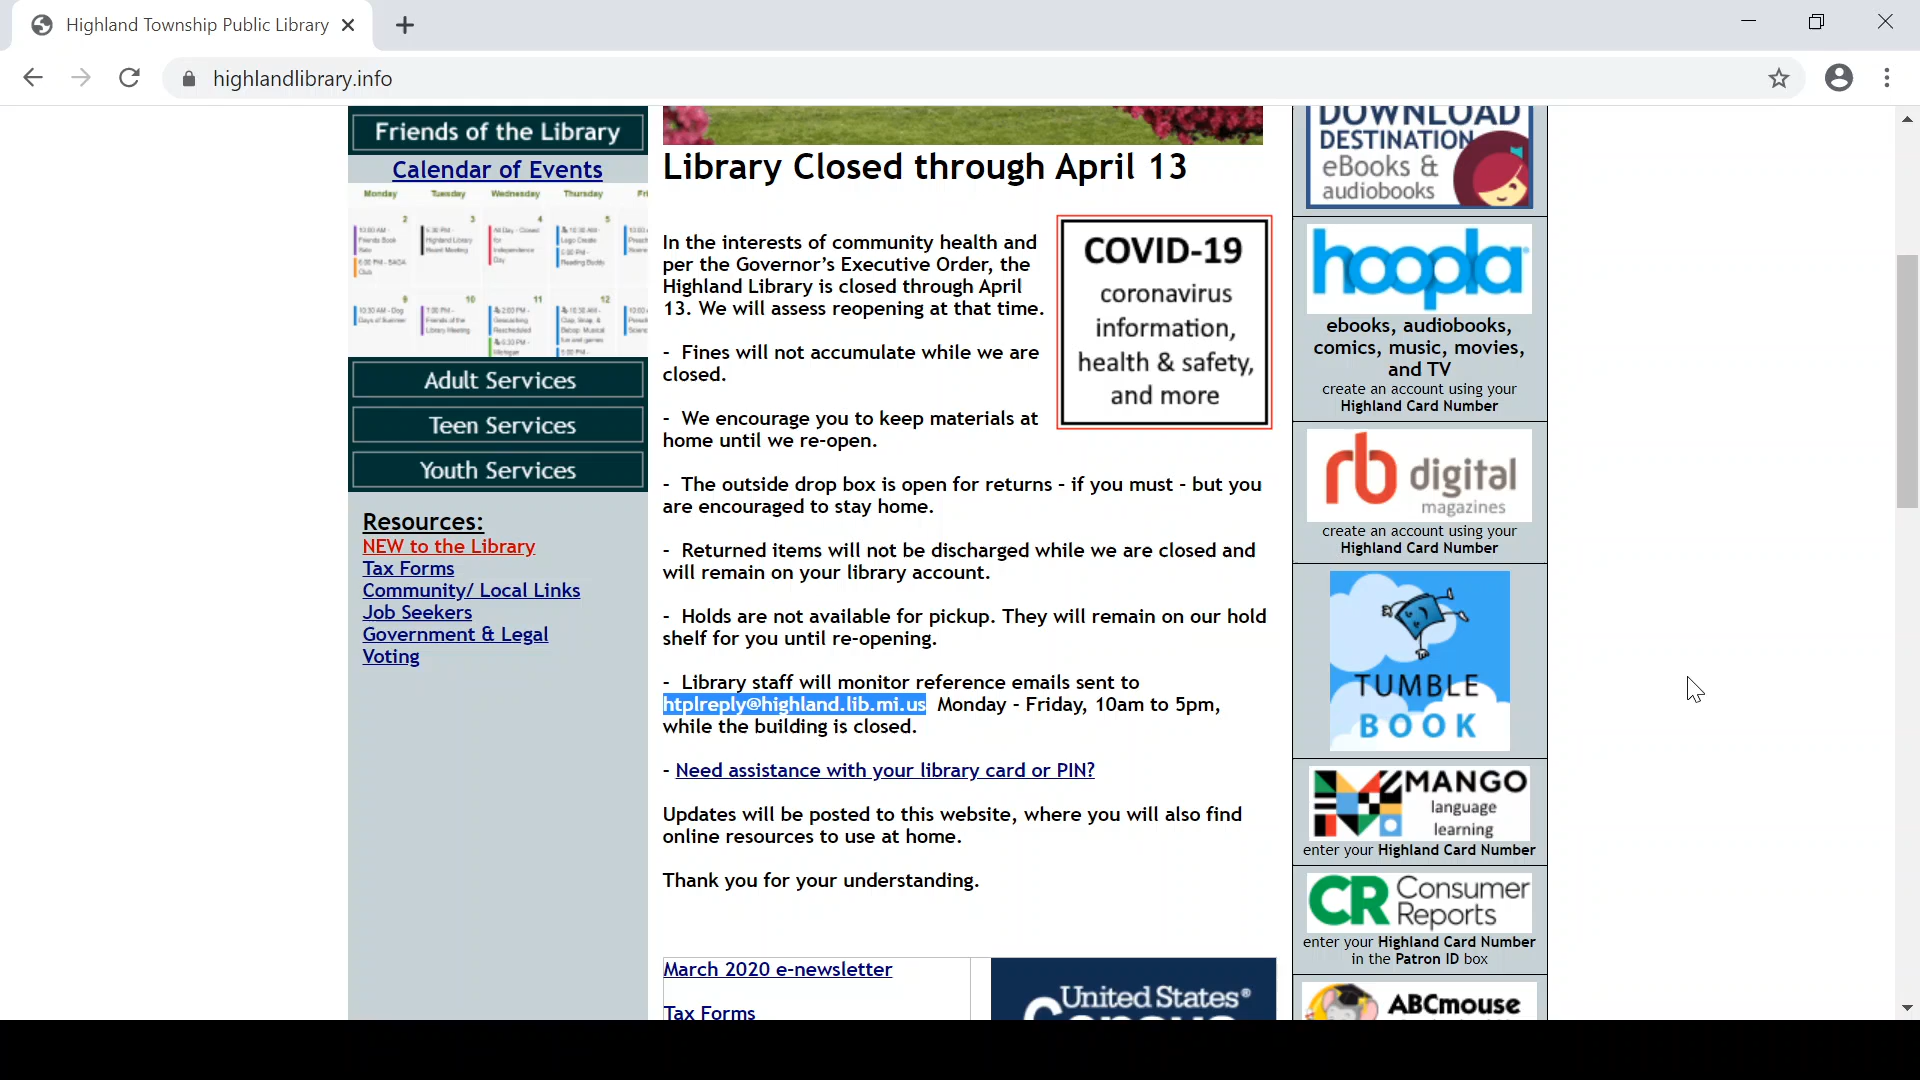 Highland Township Public Library
highlandlibrary.info
Friends of the Library
Calendar of Events
Monday Tuesday Wednesday Thursday Fri
2 3 4 5
9 10 11 12
Adult Services
Teen Services
Youth Services
Resources:
NEW to the Library
Tax Forms
Community/ Local Links
Job Seekers
Government & Legal
Voting
Library Closed through April 13
In the interests of community health and
per the Governor's Executive Order, the
Highland Library is closed through April
13. We will assess reopening at that time.
- Fines will not accumulate while we are
closed.
- We encourage you to keep materials at
home until we re-open.
- The outside drop box is open for returns - if you must - but you
are encouraged to stay home.
- Returned items will not be discharged while we are closed and
will remain on your library account.
- Holds are not available for pickup. They will remain on our hold
shelf for you until re-opening.
- Library staff will monitor reference emails sent to
htplreply@highland.lib.mi.us Monday - Friday, 10am to 5pm,
while the building is closed.
- Need assistance with your library card or PIN?
Updates will be posted to this website, where you will also find
online resources to use at home.
Thank you for your understanding.
March 2020 e-newsletter
Tax Forms
COVID-19
coronavirus
information,
health & safety,
and more
United States®
Census
DOWNLOAD
DESTINATION
eBooks &
audiobooks
hoopla
ebooks, audiobooks,
comics, music, movies,
and TV
create an account using your
Highland Card Number
rb digital
magazines
create an account using your
Highland Card Number
TUMBLE
BOOK
MANGO
language
learning
enter your Highland Card Number
CR Consumer
Reports
enter your Highland Card Number
in the Patron ID box
ABCmouse